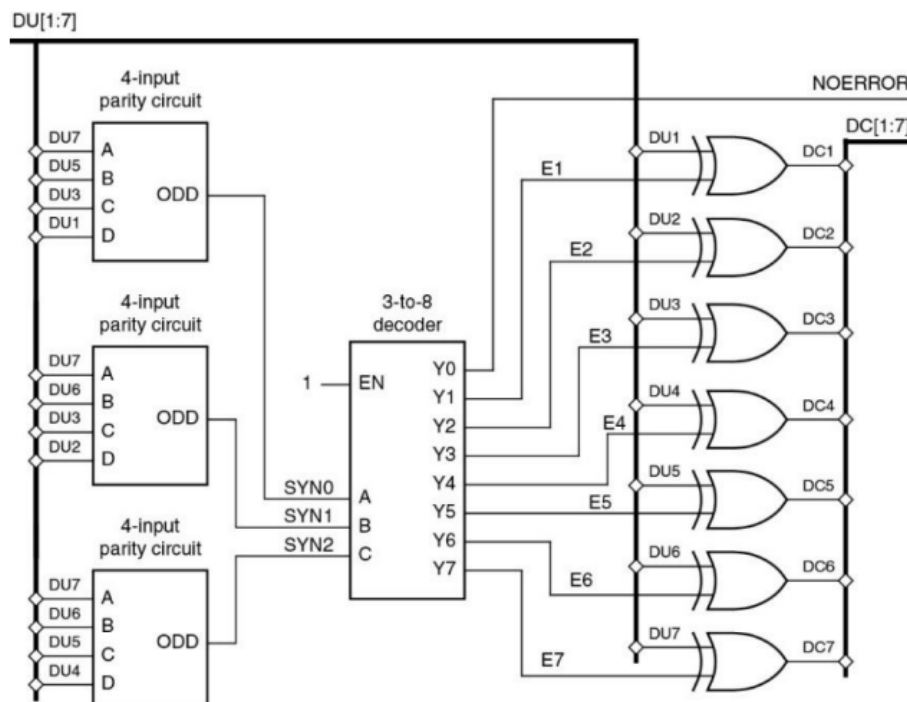 DU[1:7]
4-input
parity circuit
DU7
A
DU5
B
DU3
C
DU1
D
ODD
4-input
parity circuit
DU7
A
DU6
B
DU3
C
DU2
D
ODD
4-input
parity circuit
DU7
A
DU6
B
DU5
C
DU4
D
ODD
SYN0
SYN1
SYN2
3-to-8
decoder
1
EN
A
B
C
Y0
Y1
Y2
Y3
Y4
Y5
Y6
Y7
E1
E2
E3
E4
E5
E6
E7
NOERROR
DC[1:7]
DU1
DC1
DU2
DC2
DU3
DC3
DU4
DC4
DU5
DC5
DU6
DC6
DU7
DC7